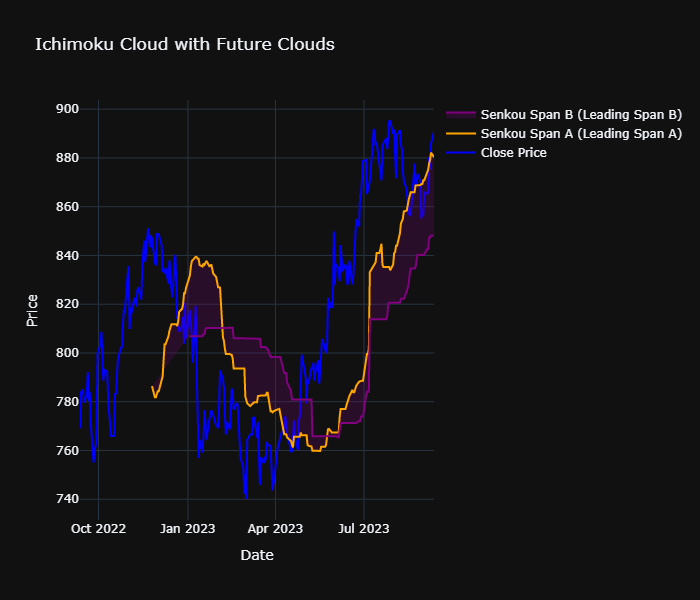 Ichimoku Cloud with Future Clouds
Senkou Span B (Leading Span B)
Senkou Span A (Leading Span A)
Close Price
Price
900
880
860
840
820
800
780
760
740
Oct 2022
Jan 2023
Apr 2023
Jul 2023
Date